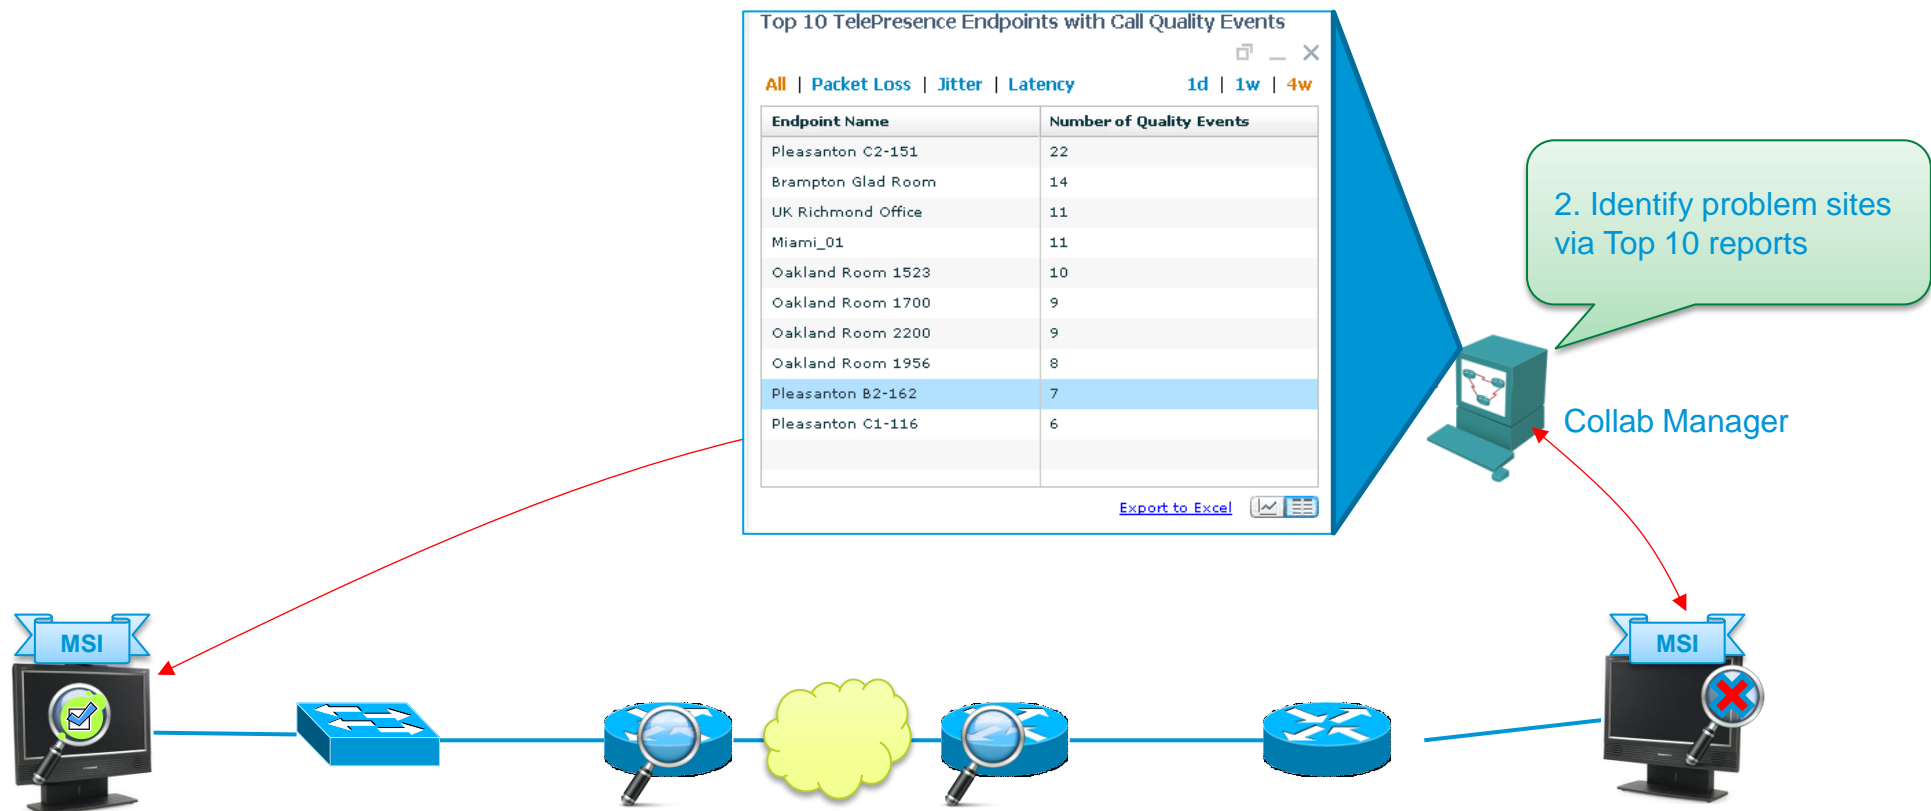 Top 10 TelePresence Endpoints with Call Quality Events
All | Packet Loss | Jitter | Latency 1d | 1w | 4w
Endpoint Name Number of Quality Events
Pleasanton C2-151 22
Brampton Glad Room 14
UK Richmond Office 11
Miami_01 11
Oakland Room 1523 10
Oakland Room 1700 9
Oakland Room 2200 9
Oakland Room 1956 8
Pleasanton B2-162 7
Pleasanton C1-116 6
Export to Excel
2. Identify problem sites
via Top 10 reports
Collab Manager
MSI
MSI